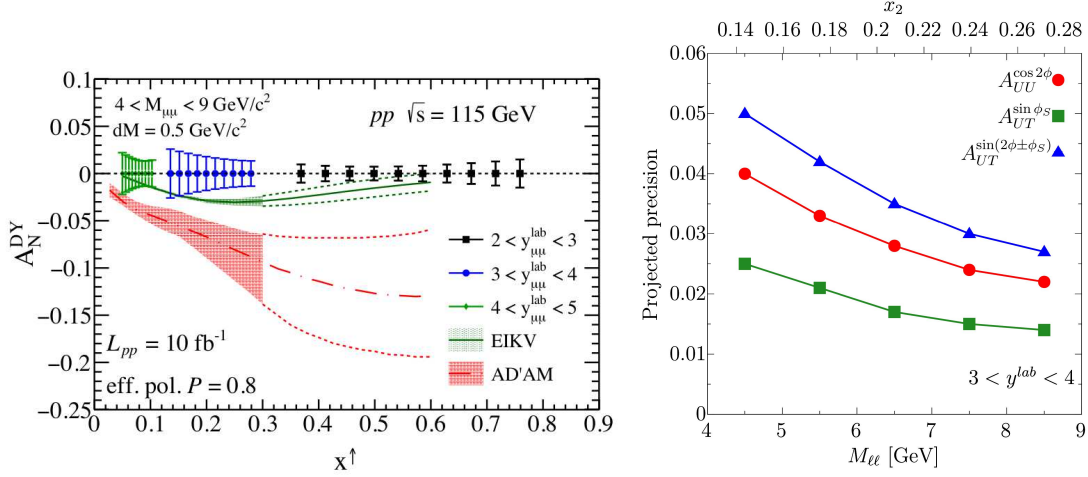 0.1
0.05
0
−0.05
−0.1
−0.15
−0.2
−0.25
A_N^DY
4 < M_μμ < 9 GeV/c²
dM = 0.5 GeV/c²
pp √s = 115 GeV
2 < y_μμ^lab < 3
3 < y_μμ^lab < 4
4 < y_μμ^lab < 5
EIKV
AD'AM
L_pp = 10 fb⁻¹
eff. pol. P = 0.8
0 0.1 0.2 0.3 0.4 0.5 0.6 0.7 0.8 0.9
x↑
x₂
0.14 0.16 0.18 0.2 0.22 0.24 0.26 0.28
0.06
0.05
0.04
0.03
0.02
0.01
0
Projected precision
A_UU^cos 2φ
A_UT^sin φ_S
A_UT^sin(2φ±φ_S)
3 < y^lab < 4
4 5 6 7 8 9
M_ℓℓ [GeV]